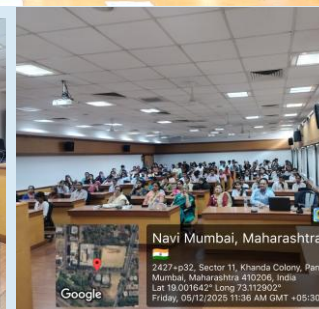 Navi Mumbai, Maharashtra
2427+p32, Sector 11, Khanda Colony, Pan
Mumbai, Maharashtra 410206, India
Lat 19.001642° Long 73.112902°
Friday, 05/12/2025 11:36 AM GMT +05:30
Google